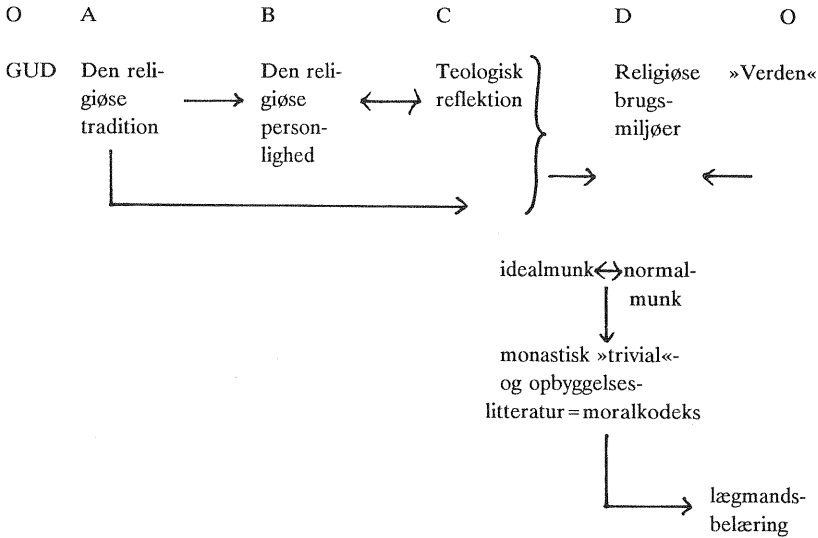 O A B C D O
GUD Den reli- Den reli- Teologisk Religiøse »Verden«
giøse giøse reflektion brugs-
tradition person- miljøer
lighed
idealmunk normal-
munk
monastisk »trivial«-
og opbyggelses-
litteratur = moralkodeks
lægmands-
belæring